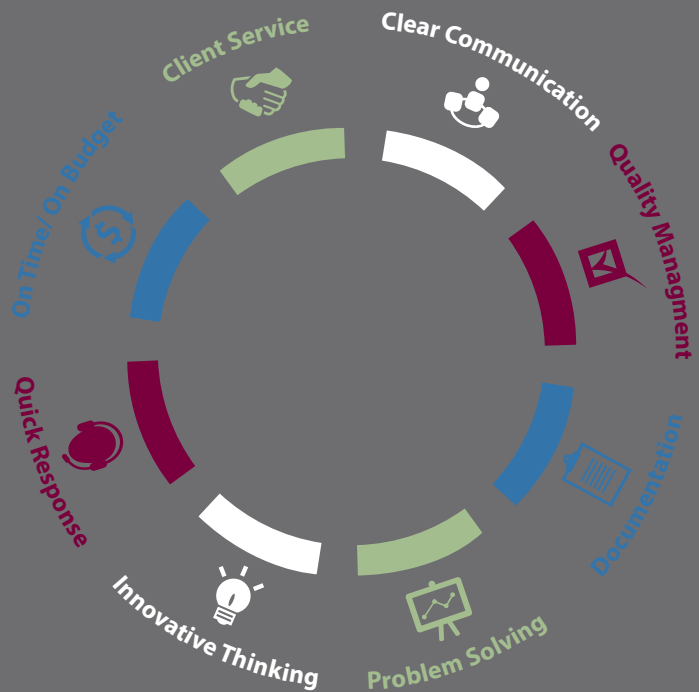 Client Service
Clear Communication
Quality Managment
Documentation
Problem Solving
Innovative Thinking
Quick Response
On Time/ On Budget
$